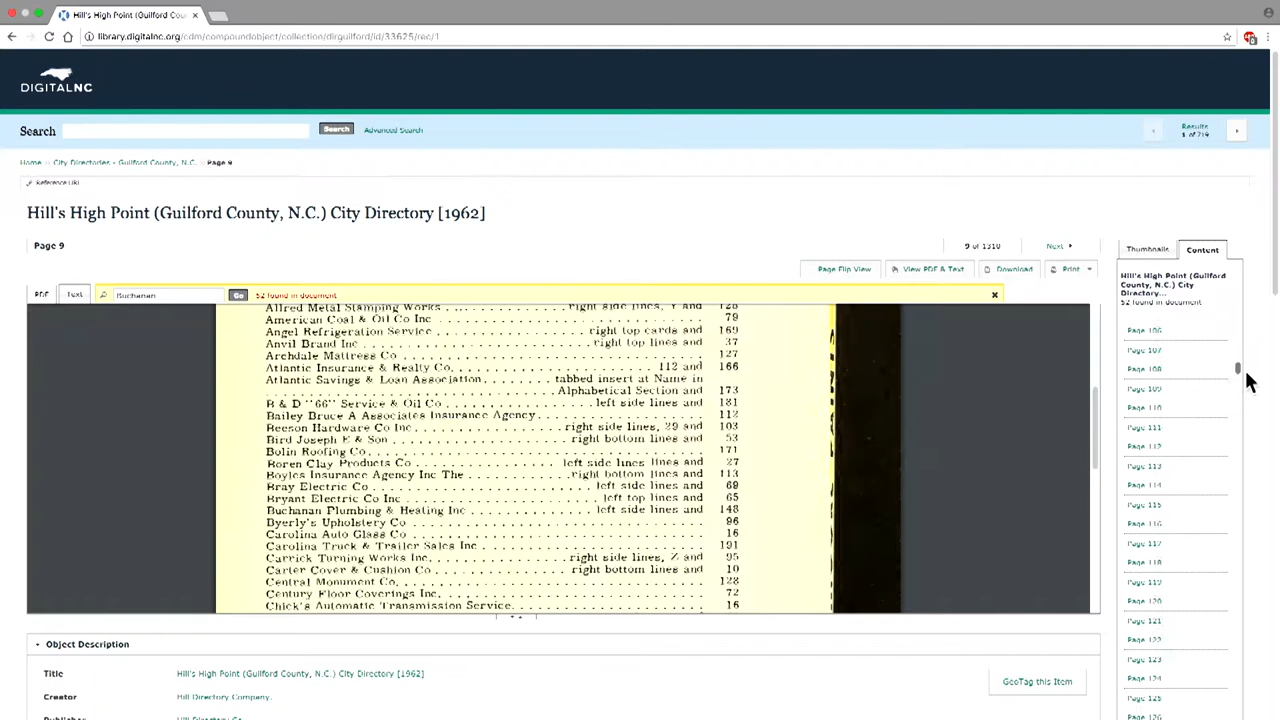 Hill's High Point (Guilford Cou
library.digitalnc.org/cdm/compoundobject/collection/dirguilford/id/33625/rec/1
DIGITALNC
Search
Search
Advanced Search
Results
1 of 719
Home
City Directories - Guilford County, N.C.
Page 9
Reference URL
Hill's High Point (Guilford County, N.C.) City Directory [1962]
Page 9
9 of 1310
Next
Page Flip View
View PDF & Text
Download
Print
PDF
Text
Buchanan
Go
52 found in document
Allred Metal Stamping Works . . . right side lines, Y and 128
American Coal & Oil Co Inc 79
Angel Refrigeration Service right top cards and 169
Anvil Brand Inc right top lines and 37
Archdale Mattress Co 127
Atlantic Insurance & Realty Co. 112 and 166
Atlantic Savings & Loan Association tabbed insert at Name in
Alphabetical Section and 173
B & D "66" Service & Oil Co left side lines and 181
Bailey Bruce A Associates Insurance Agency 112
Beeson Hardware Co Inc right side lines, 29 and 103
Bird Joseph E & Son right bottom lines and 53
Bolin Roofing Co 171
Boren Clay Products Co left side lines lines and 27
Boyles Insurance Agency Inc The right bottom lines and 113
Bray Electric Co left side lines and 69
Bryant Electric Co Inc left top lines and 65
Buchanan Plumbing & Heating Inc left side lines and 148
Byerly's Upholstery Co 96
Carolina Auto Glass Co 16
Carolina Truck & Trailer Sales Inc 191
Carrick Turning Works Inc right side lines, Z and 95
Carter Cover & Cushion Co right bottom lines and 10
Central Monument Co. 128
Century Floor Coverings Inc. 72
Chick's Automatic Transmission Service. 16
Thumbnails
Content
Hill's High Point (Guilford
County, N.C.) City
Directory...
52 found in document
Page 106
Page 107
Page 108
Page 109
Page 110
Page 111
Page 112
Page 113
Page 114
Page 115
Page 116
Page 117
Page 118
Page 119
Page 120
Page 121
Page 122
Page 123
Page 124
Page 125
Page 126
Object Description
Title
Hill's High Point (Guilford County, N.C.) City Directory [1962]
GeoTag this Item
Creator
Hill Directory Company.
Publisher
Hill Directory Co.